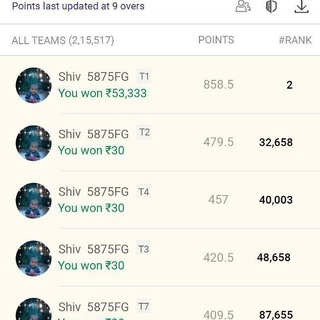 Points last updated at 9 overs
ALL TEAMS (2,15,517) POINTS #RANK
Shiv 5875FG T1
You won ₹53,333
858.5 2
Shiv 5875FG T2
You won ₹30
479.5 32,658
Shiv 5875FG T4
You won ₹30
457 40,003
Shiv 5875FG T3
You won ₹30
420.5 48,658
Shiv 5875FG T7
409.5 87,655